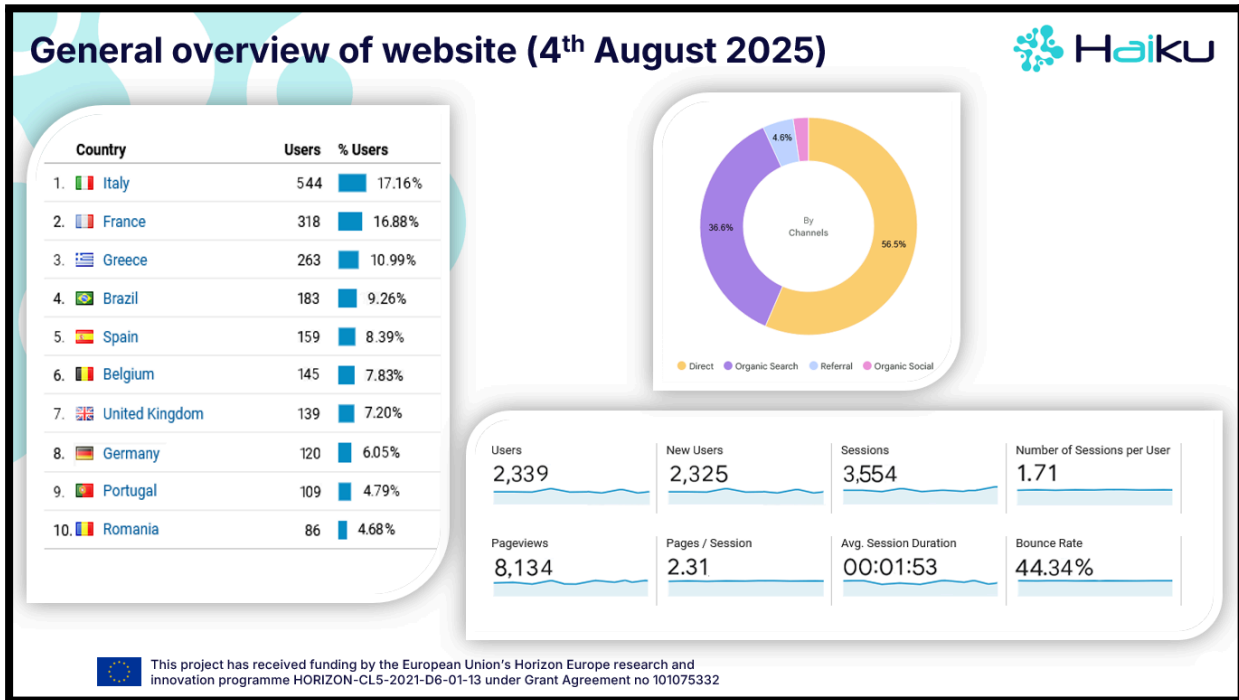 General overview of website (4th August 2025)
Haiku
Country Users % Users
1. Italy 544 17.16%
2. France 318 16.88%
3. Greece 263 10.99%
4. Brazil 183 9.26%
5. Spain 159 8.39%
6. Belgium 145 7.83%
7. United Kingdom 139 7.20%
8. Germany 120 6.05%
9. Portugal 109 4.79%
10. Romania 86 4.68%
4.6%
36.6%
By
Channels
56.5%
Direct Organic Search Referral Organic Social
Users New Users Sessions Number of Sessions per User
2,339 2,325 3,554 1.71
Pageviews Pages / Session Avg. Session Duration Bounce Rate
8,134 2.31 00:01:53 44.34%
This project has received funding by the European Union's Horizon Europe research and
innovation programme HORIZON-CL5-2021-D6-01-13 under Grant Agreement no 101075332